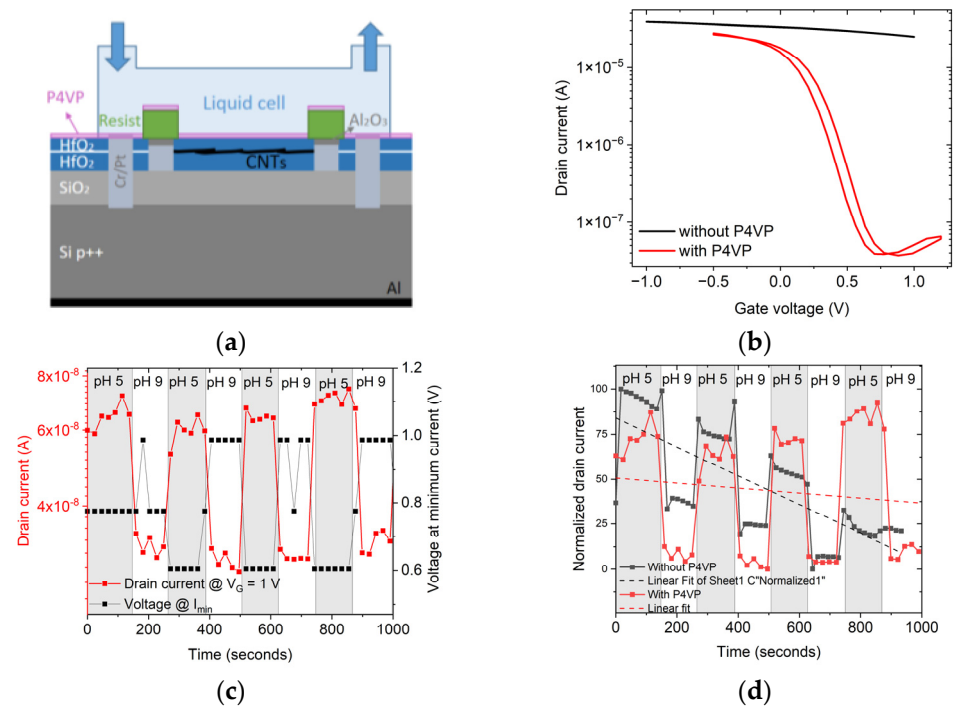 P4VP
Liquid cell
Resist
Al₂O₃
HfO₂
HfO₂
CNTs
Cr/Pt
SiO₂
Si p++
Al
(a)
Drain current (A)
1×10⁻⁵
1×10⁻⁶
1×10⁻⁷
without P4VP
with P4VP
−1.0 −0.5 0.0 0.5 1.0
Gate voltage (V)
(b)
pH 5 pH 9 pH 5 pH 9 pH 5 pH 9 pH 5 pH 9
Drain current (A)
8x10⁻⁸
6x10⁻⁸
4x10⁻⁸
1.2
1.0
0.8
0.6
Voltage at minimum current (V)
Drain current @ V_G = 1 V
Voltage @ I_min
0 200 400 600 800 1000
Time (seconds)
(c)
pH 5 pH 9 pH 5 pH 9 pH 5 pH 9 pH 5 pH 9
Normalized drain current
100
75
50
25
0
Without P4VP
Linear Fit of Sheet1 C"Normalized1"
With P4VP
Linear fit
0 200 400 600 800 1000
Time (seconds)
(d)